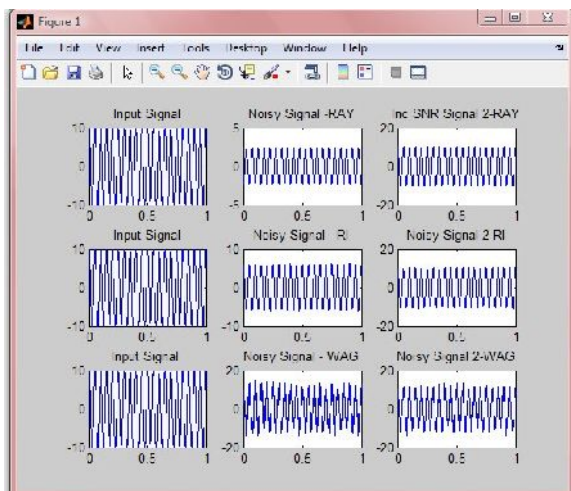 Figure 1
File Edit View Insert Tools Desktop Window Help
Input Signal Noisy Signal -RAY Inc SNR Signal 2-RAY
10 5 20
0 0 0
-10 -5 -20
0 0.5 1 0 0.5 1 0 0.5 1
Input Signal Noisy Signal - RI Noisy Signal 2 RI
10 10 20
0 0 0
-10 -10 -20
0 0.5 1 0 0.5 1 0 0.5 1
Input Signal Noisy Signal - WAG Noisy Signal 2-WAG
10 20 20
0 0 0
-10 -20 -20
0 0.5 1 0 0.5 1 0 0.5 1